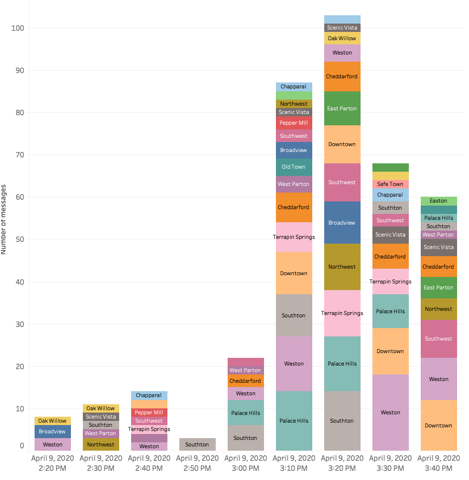 Number of messages
100
90
80
70
60
50
40
30
20
10
0
Oak Willow
Broadview
Weston
Oak Willow
Scenic Vista
Southton
West Parton
Northwest
Chapparal
Pepper Mill
Southwest
Terrapin Springs
Weston
Southton
West Parton
Cheddarford
Weston
Palace Hills
Southton
Chapparal
Northwest
Scenic Vista
Pepper Mill
Southwest
Broadview
Old Town
West Parton
Cheddarford
Terrapin Springs
Downtown
Southton
Weston
Palace Hills
Scenic Vista
Oak Willow
Weston
Cheddarford
East Parton
Downtown
Southwest
Broadview
Northwest
Terrapin Springs
Palace Hills
Southton
Safe Town
Chapparal
Southton
Southwest
Scenic Vista
Cheddarford
Terrapin Springs
Palace Hills
Downtown
Weston
Easton
Palace Hills
Southton
West Parton
Scenic Vista
Cheddarford
East Parton
Northwest
Southwest
Weston
Downtown
April 9, 2020
2:20 PM
April 9, 2020
2:30 PM
April 9, 2020
2:40 PM
April 9, 2020
2:50 PM
April 9, 2020
3:00 PM
April 9, 2020
3:10 PM
April 9, 2020
3:20 PM
April 9, 2020
3:30 PM
April 9, 2020
3:40 PM